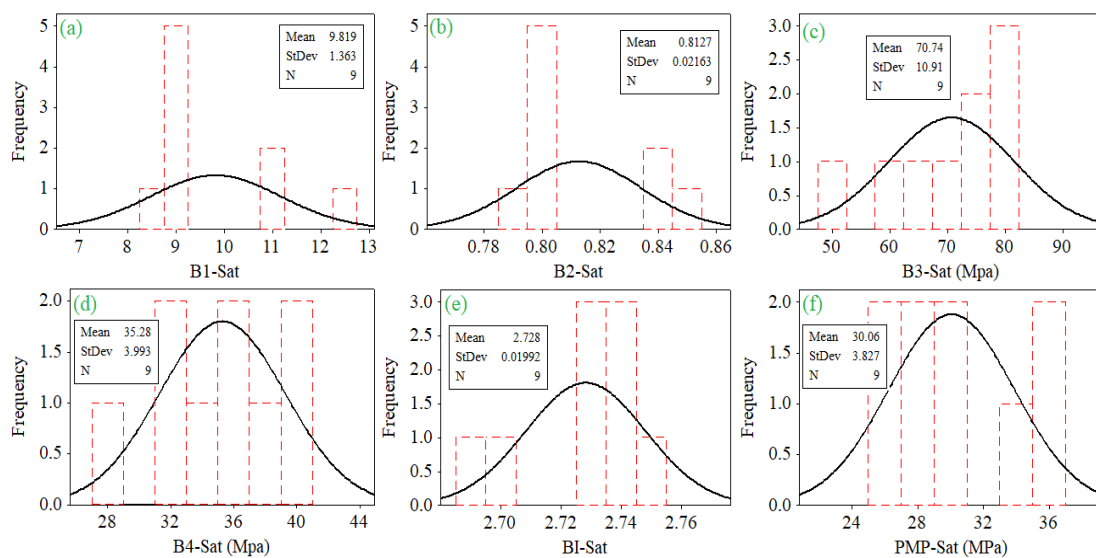 (a)
Mean 9.819
StDev 1.363
N 9
Frequency
5
4
3
2
1
0
7 8 9 10 11 12 13
B1-Sat
(b)
Mean 0.8127
StDev 0.02163
N 9
Frequency
5
4
3
2
1
0
0.78 0.80 0.82 0.84 0.86
B2-Sat
(c)
Mean 70.74
StDev 10.91
N 9
Frequency
3.0
2.5
2.0
1.5
1.0
0.5
0.0
50 60 70 80 90
B3-Sat (Mpa)
(d)
Mean 35.28
StDev 3.993
N 9
Frequency
2.0
1.5
1.0
0.5
0.0
28 32 36 40 44
B4-Sat (Mpa)
(e)
Mean 2.728
StDev 0.01992
N 9
Frequency
3.0
2.5
2.0
1.5
1.0
0.5
0.0
2.70 2.72 2.74 2.76
BI-Sat
(f)
Mean 30.06
StDev 3.827
N 9
Frequency
2.0
1.5
1.0
0.5
0.0
24 28 32 36
PMP-Sat (MPa)